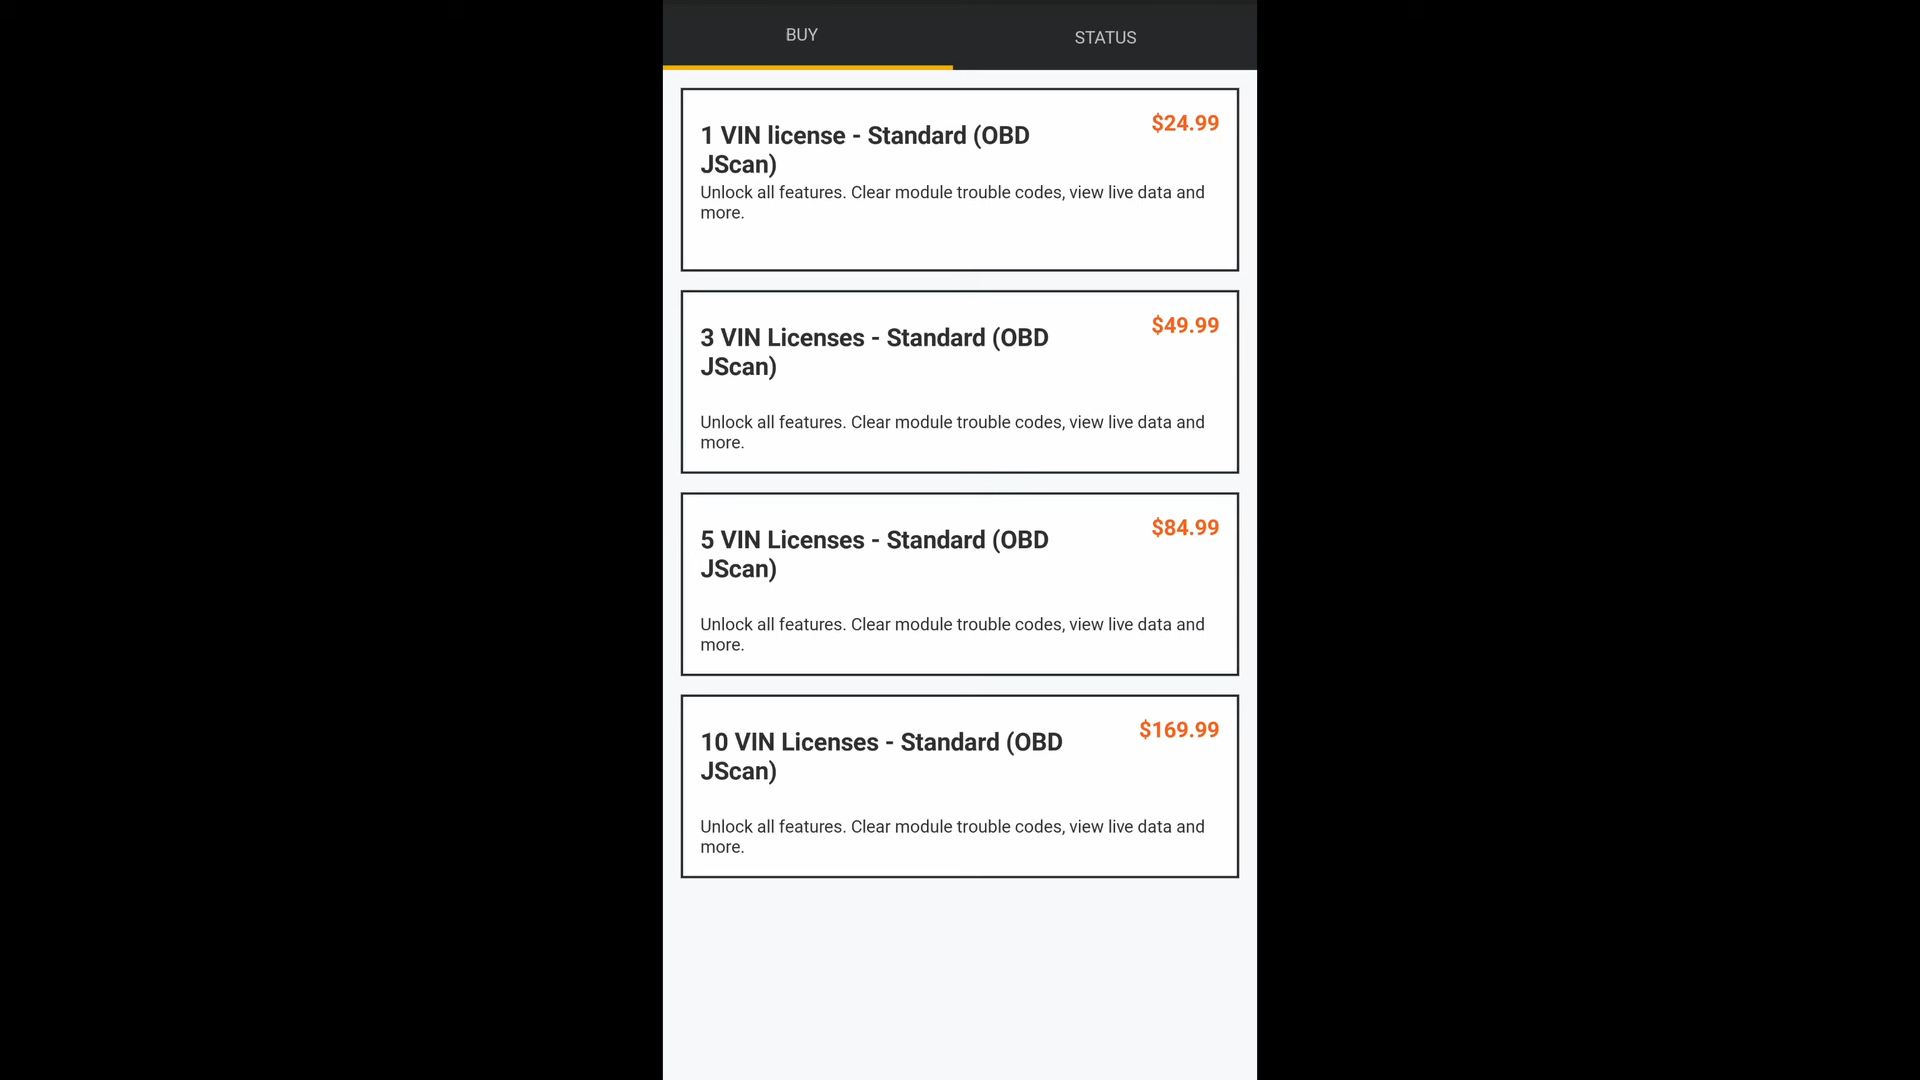 BUY
STATUS
1 VIN license - Standard (OBD
JScan)
$24.99
Unlock all features. Clear module trouble codes, view live data and
more.
3 VIN Licenses - Standard (OBD
JScan)
$49.99
Unlock all features. Clear module trouble codes, view live data and
more.
5 VIN Licenses - Standard (OBD
JScan)
$84.99
Unlock all features. Clear module trouble codes, view live data and
more.
10 VIN Licenses - Standard (OBD
JScan)
$169.99
Unlock all features. Clear module trouble codes, view live data and
more.